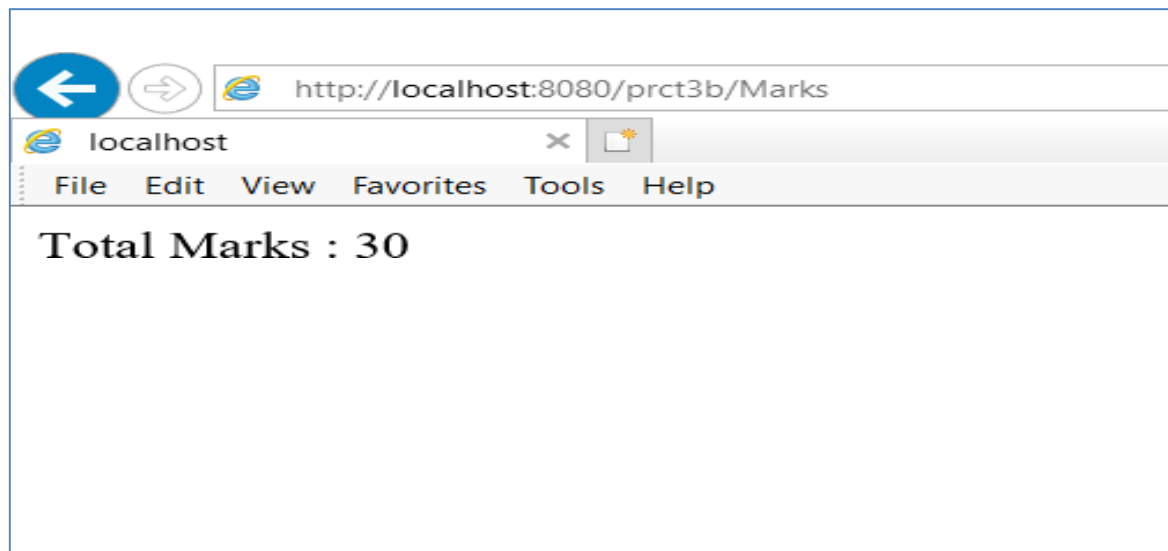 http://localhost:8080/prct3b/Marks
localhost
File Edit View Favorites Tools Help
Total Marks : 30